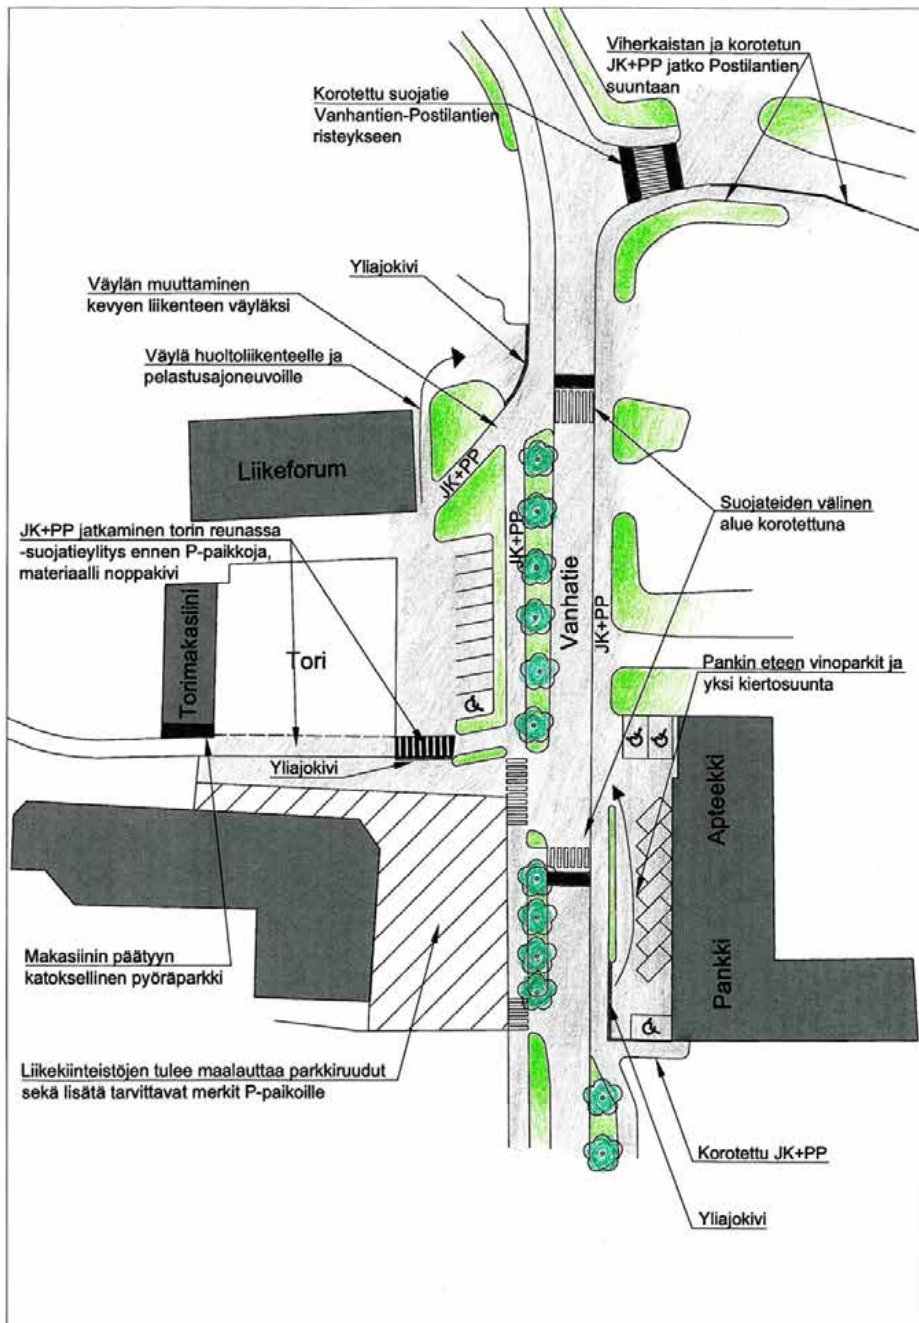 Viherkaistan ja korotetun
JK+PP jatko Postilantien
suuntaan
Korotettu suojatie
Vanhantien-Postilantien
risteykseen
Yliajokivi
Väylän muuttaminen
kevyen liikenteen väyläksi
Väylä huoltoliikenteelle ja
pelastusajoneuvoille
Liikeforum
JK+PP
JK+PP
Vanhatie
JK+PP
Suojateiden välinen
alue korotettuna
JK+PP jatkaminen torin reunassa
-suojatieylitys ennen P-paikkoja,
materiaalli noppakivi
Torimakasiini
Tori
Pankin eteen vinoparkit ja
yksi kiertosuunta
Yliajokivi
Apteekki
Pankki
Makasiinin päätyyn
katoksellinen pyöräparkki
Liikekiinteistöjen tulee maalauttaa parkkiruudut
sekä lisätä tarvittavat merkit P-paikoille
Korotettu JK+PP
Yliajokivi